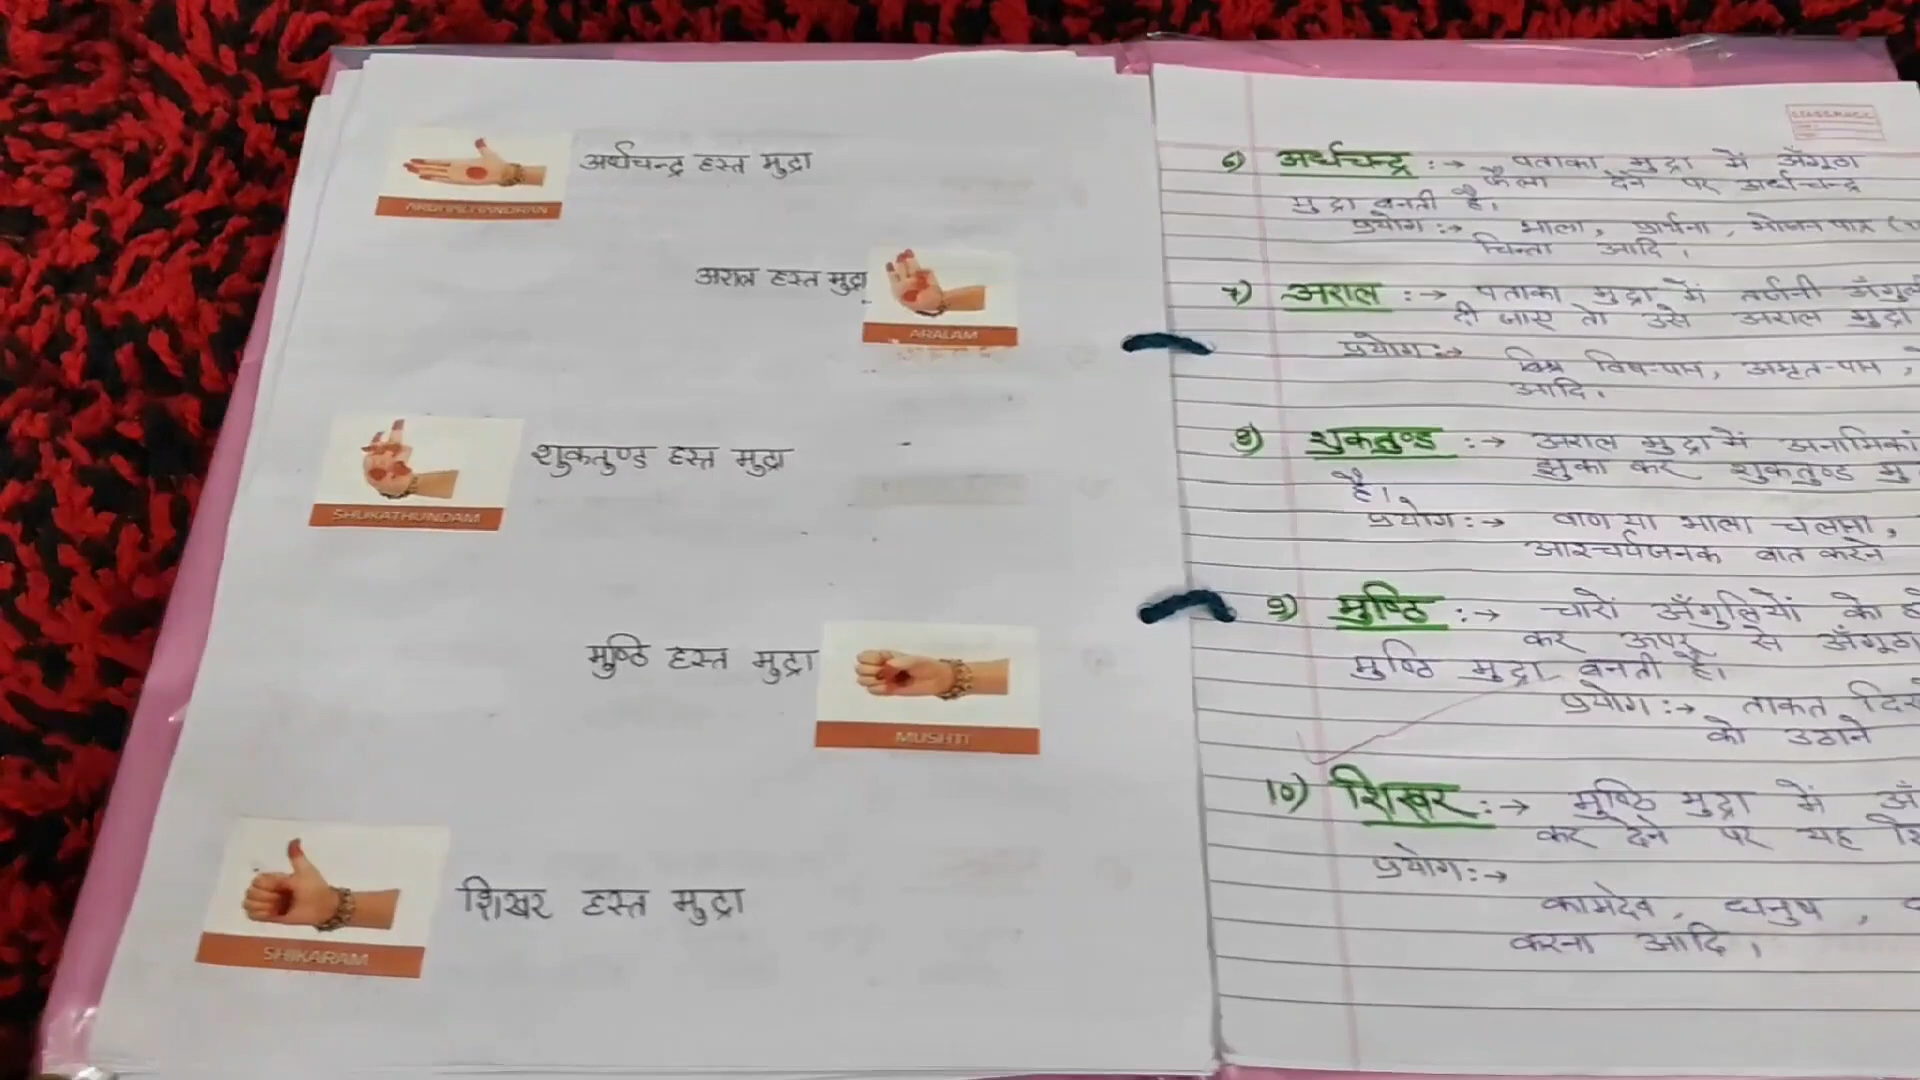 अर्धचन्द्र हस्त मुद्रा
ARDHACHANDRAN
अराल हस्त मुद्रा
ARALAM
शुकतुण्ड हस्त मुद्रा
SHUKATHUNDAM
मुष्ठि हस्त मुद्रा
MUSHTI
शिखर हस्त मुद्रा
SHIKARAM
6) अर्धचन्द्र :→ पताका मुद्रा में अँगूठा
फैला देने पर अर्धचन्द्र
मुद्रा बनती है।
प्रयोग :→ भाला, प्रार्थना, भोजन पात्र
चिन्ता आदि।
7) अराल :→ पताका मुद्रा में तर्जनी
दी जाए तो उसे अराल मुद्रा
प्रयोग :→
विष-पान, अमृत-पान,
आदि।
8) शुकतुण्ड :→ अराल मुद्रा में अनामिका
झुका कर शुकतुण्ड मु
है।
प्रयोग :→ बाण या भाला चलाना,
आश्चर्यजनक बात करने
9) मुष्ठि :→ चारों अँगुलियों को
कर ऊपर से अँगूठा
मुष्ठि मुद्रा बनती है।
प्रयोग :→ ताकत
को उठाने
10) शिखर :→ मुष्ठि मुद्रा में अँ
कर देने पर यह शि
प्रयोग :→
कामदेव, धनुष,
करना आदि।